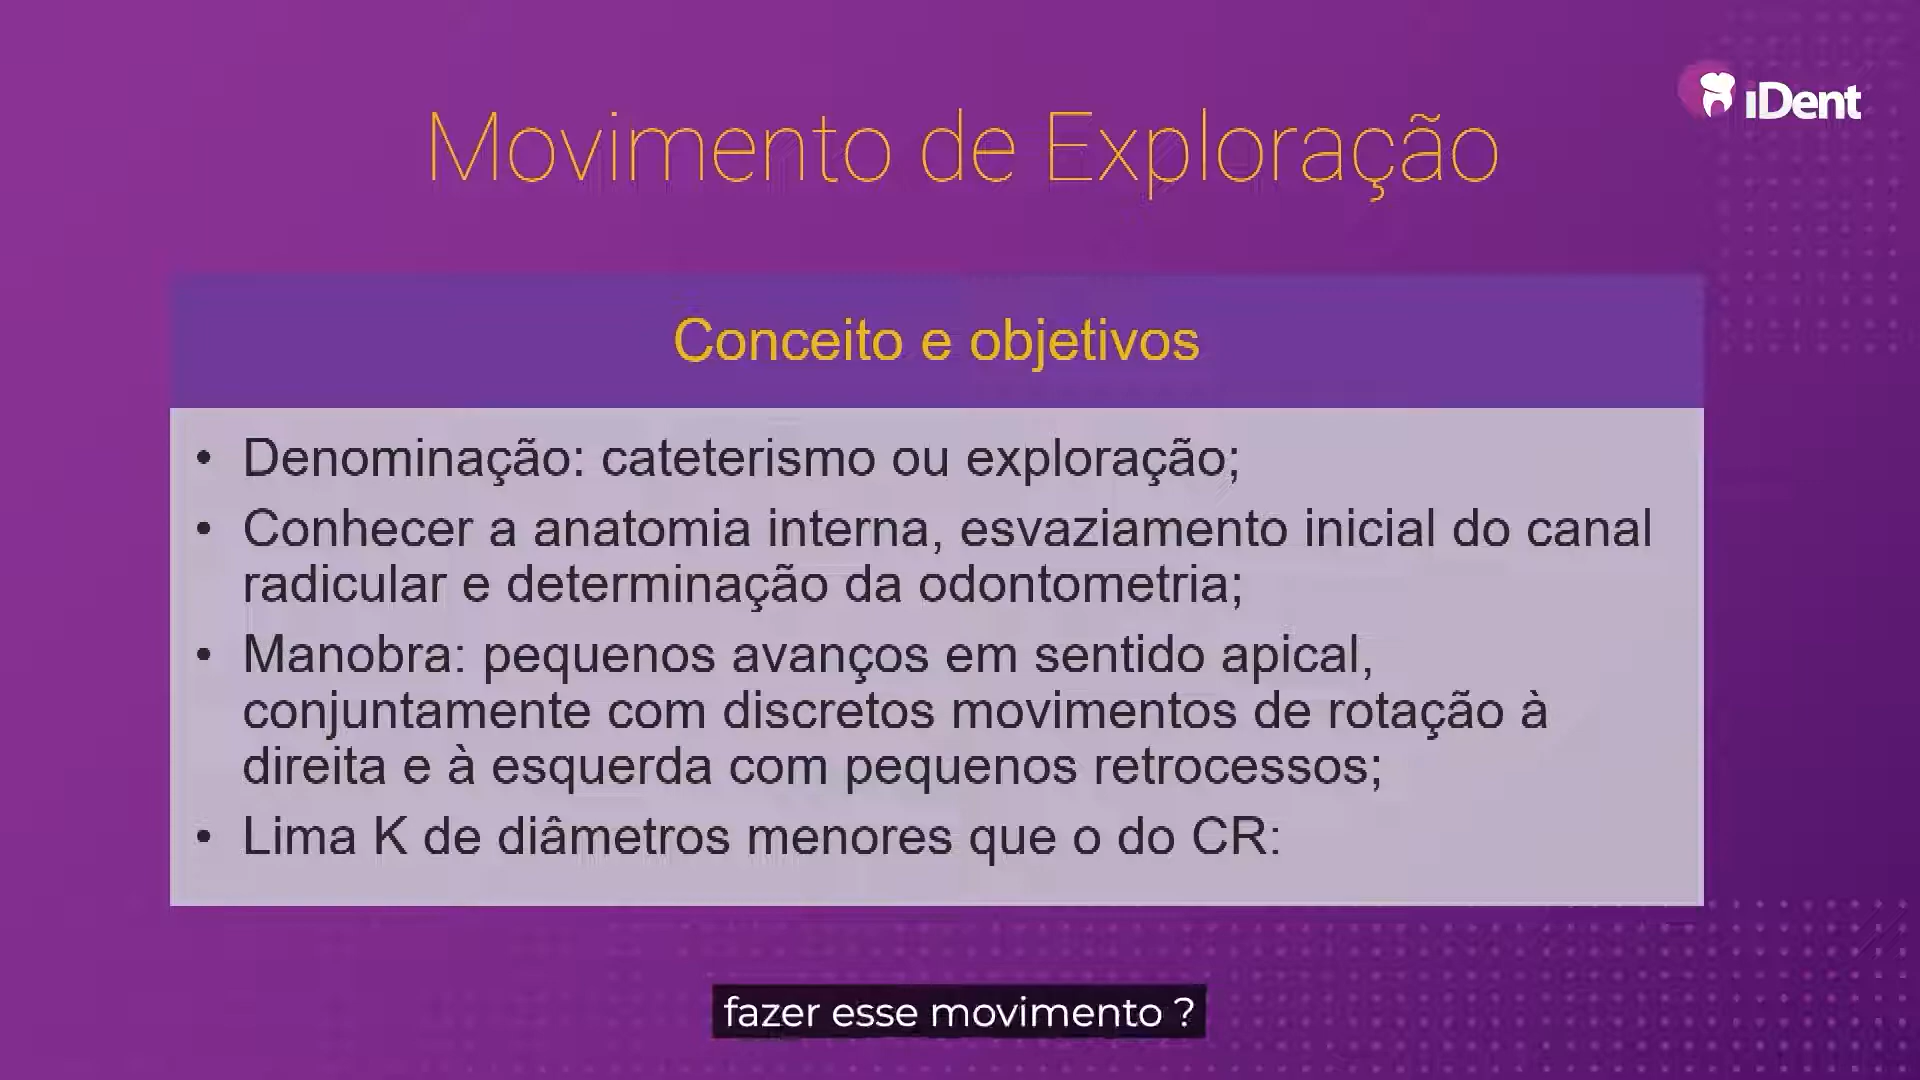 iDent
Movimento de Exploração
Conceito e objetivos
• Denominação: cateterismo ou exploração;
• Conhecer a anatomia interna, esvaziamento inicial do canal
radicular e determinação da odontometria;
• Manobra: pequenos avanços em sentido apical,
conjuntamente com discretos movimentos de rotação à
direita e à esquerda com pequenos retrocessos;
• Lima K de diâmetros menores que o do CR:
fazer esse movimento ?